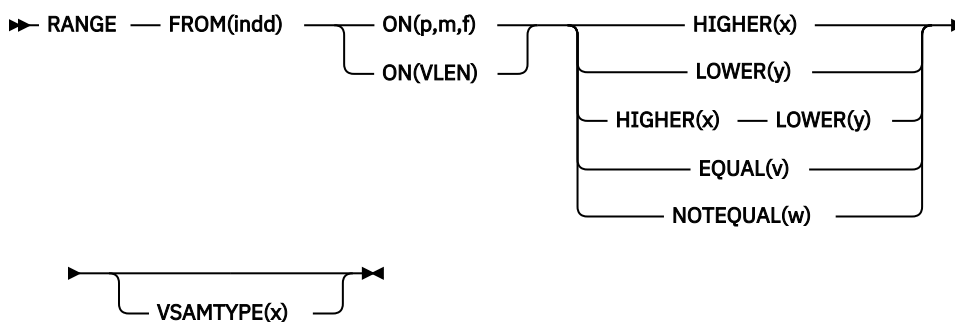 RANGE FROM(indd) ON(p,m,f) HIGHER(x)
ON(VLEN) LOWER(y)
HIGHER(x) LOWER(y)
EQUAL(v)
NOTEQUAL(w)
VSAMTYPE(x)